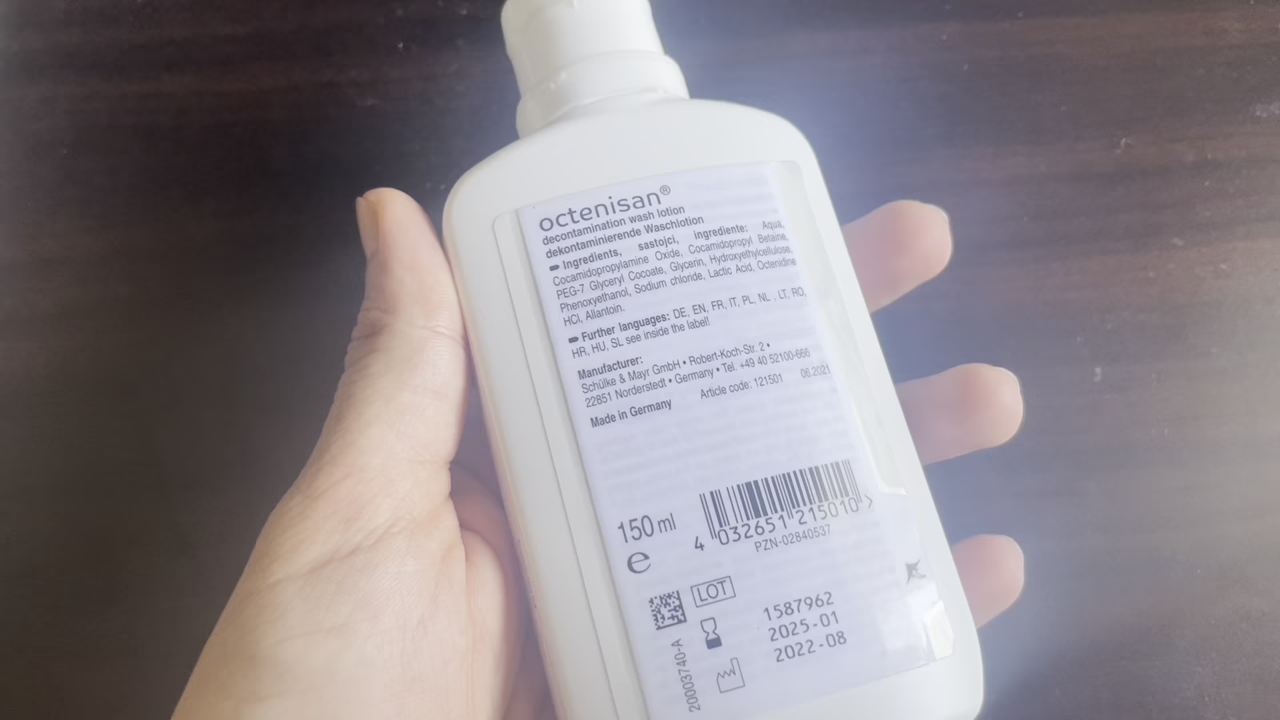 octenisan®
decontamination wash lotion
dekontaminierende Waschlotion
Ingredients, sastojci, ingrediente: Aqua,
Cocamidopropylamine Oxide, Cocamidopropyl Betaine,
PEG-7 Glyceryl Cocoate, Glycerin, Hydroxyethylcellulose,
Phenoxyethanol, Sodium chloride, Lactic Acid, Octenidine
HCl, Allantoin.
Further languages: DE, EN, FR, IT, PL, NL , LT, RO,
HR, HU, SL see inside the label!
Manufacturer:
Schülke & Mayr GmbH • Robert-Koch-Str. 2 •
22851 Norderstedt • Germany • Tel. +49 40 52100-666
Made in Germany Article code: 121501 06.2021
150 ml
e
4 032651 215010 >
PZN-02840537
LOT 1587962
2025-01
2022-08
20003740-A